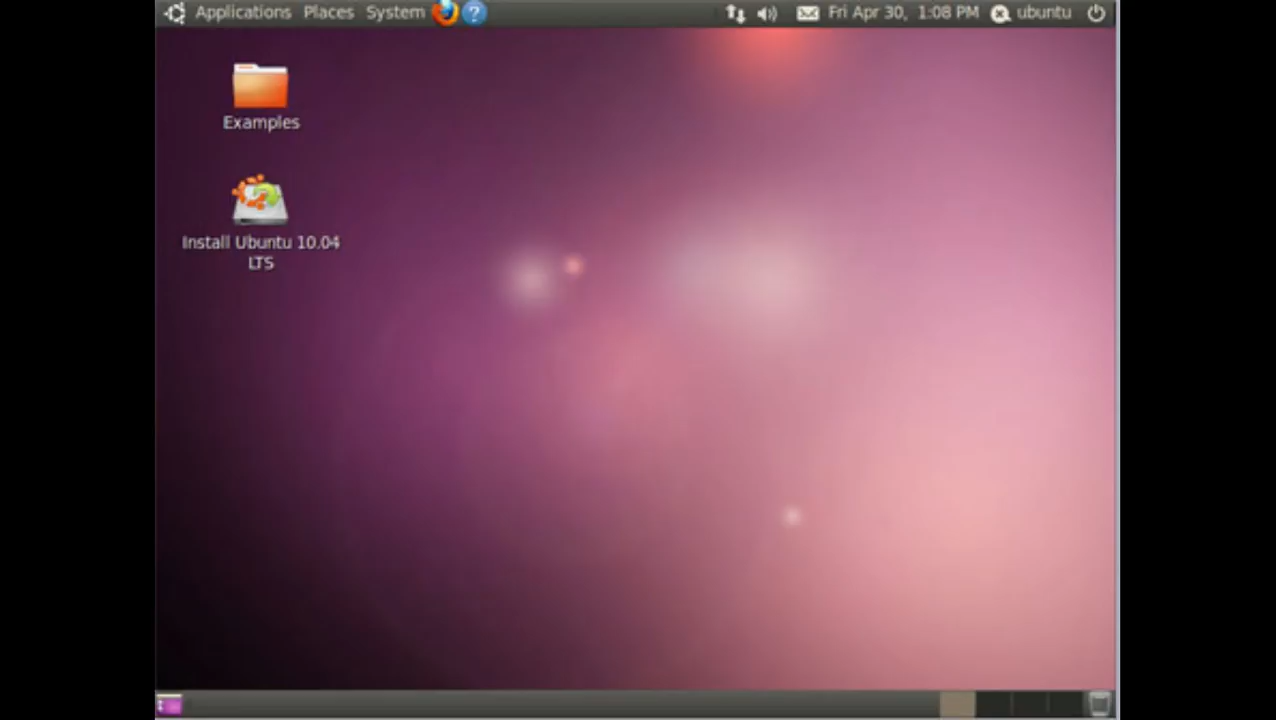 Applications Places System ? Fri Apr 30, 1:08 PM ubuntu
Examples
Install Ubuntu 10.04
LTS